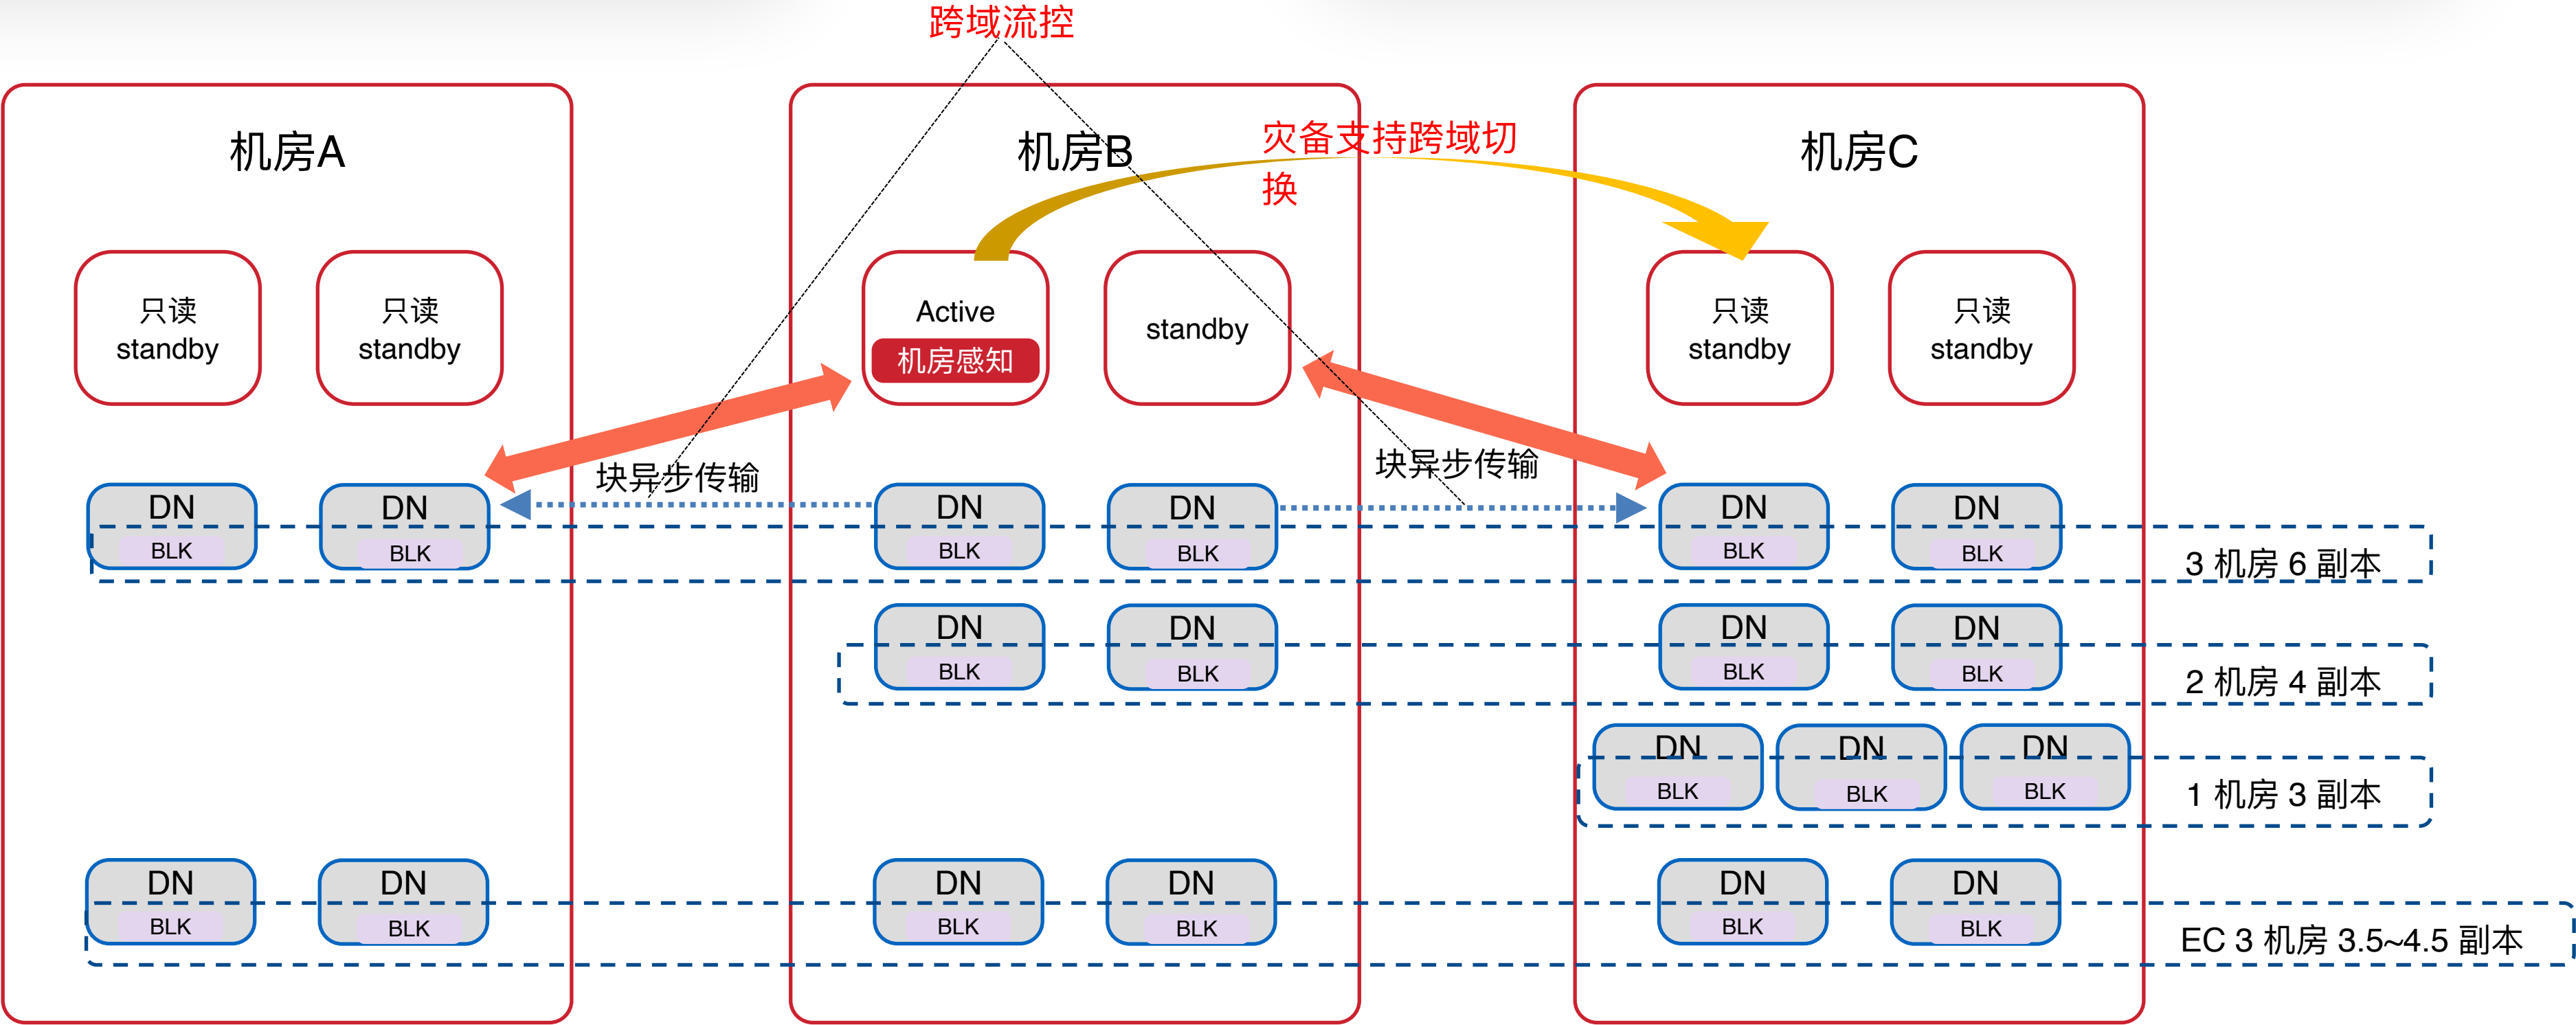 跨域流控
机房A
机房B
机房C
灾备支持跨域切
换
只读
standby
只读
standby
Active
机房感知
standby
只读
standby
只读
standby
块异步传输
块异步传输
DN
BLK
DN
BLK
DN
BLK
DN
BLK
DN
BLK
DN
BLK
3 机房 6 副本
DN
BLK
DN
BLK
DN
BLK
DN
BLK
2 机房 4 副本
DN
BLK
DN
BLK
DN
BLK
1 机房 3 副本
DN
BLK
DN
BLK
DN
BLK
DN
BLK
DN
BLK
DN
BLK
EC 3 机房 3.5~4.5 副本